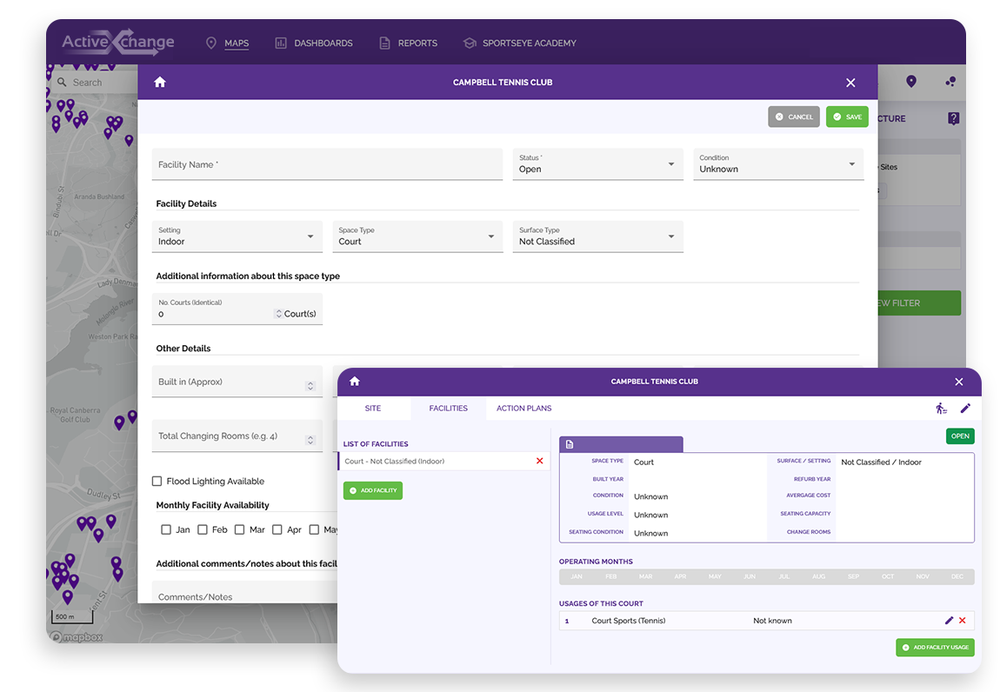 ActiveXchange
MAPS
DASHBOARDS
REPORTS
SPORTSEYE ACADEMY
Search
CAMPBELL TENNIS CLUB
CANCEL
SAVE
CTURE
Sites
Facility Name *
Status *
Open
Condition
Unknown
Aranda Bushland
Bindubi St
Facility Details
Setting
Indoor
Space Type
Court
Surface Type
Not Classified
Additional information about this space type
Lady Denma
Molonglo River
No. Courts (Identical)
0
Court(s)
EW FILTER
Weston Park Ra
Other Details
Built in (Approx)
Royal Canberra
Golf Club
Total Changing Rooms (e.g. 4)
Flood Lighting Available
Dudley St
Monthly Facility Availability
Jan
Feb
Mar
Apr
May
Additional comments/notes about this facil
Comments/Notes
ent St
500 m
mapbox
CAMPBELL TENNIS CLUB
SITE
FACILITIES
ACTION PLANS
OPEN
LIST OF FACILITIES
Court - Not Classified (Indoor)
ADD FACILITY
SPACE TYPE
Court
SURFACE / SETTING
Not Classified / Indoor
BUILT YEAR
REFURB YEAR
CONDITION
Unknown
AVERGAGE COST
USAGE LEVEL
Unknown
SEATING CAPACITY
SEATING CONDITION
Unknown
CHANGE ROOMS
OPERATING MONTHS
JAN FEB MAR APR MAY JUN JUL AUG SEP OCT NOV DEC
USAGES OF THIS COURT
1
Court Sports (Tennis)
Not known
ADD FACILITY USAGE